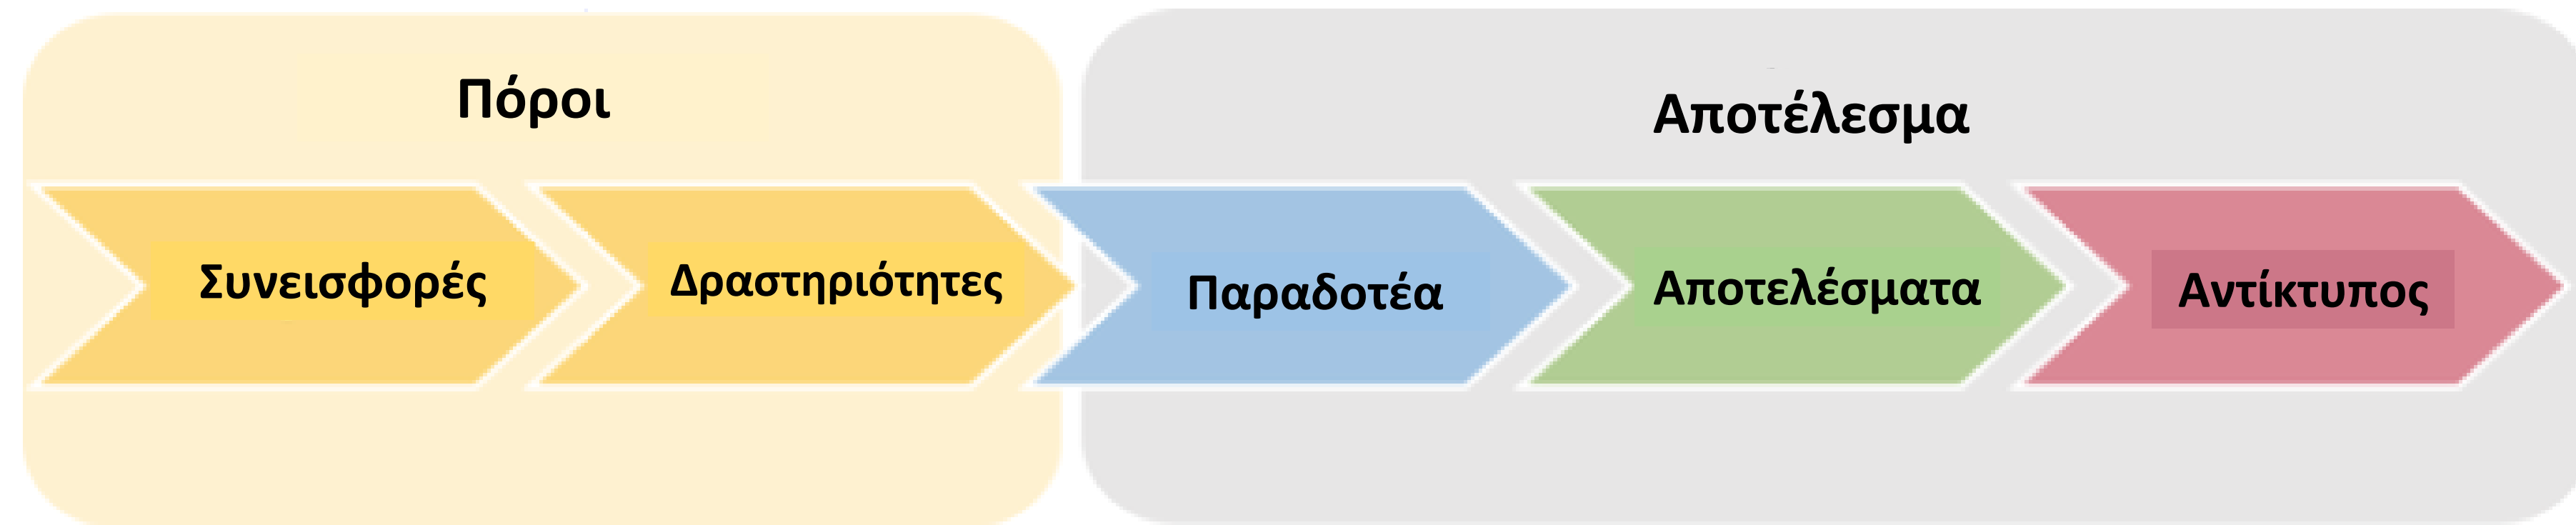 Πόροι
Αποτέλεσμα
Συνεισφορές
Δραστηριότητες
Παραδοτέα
Αποτελέσματα
Αντίκτυπος